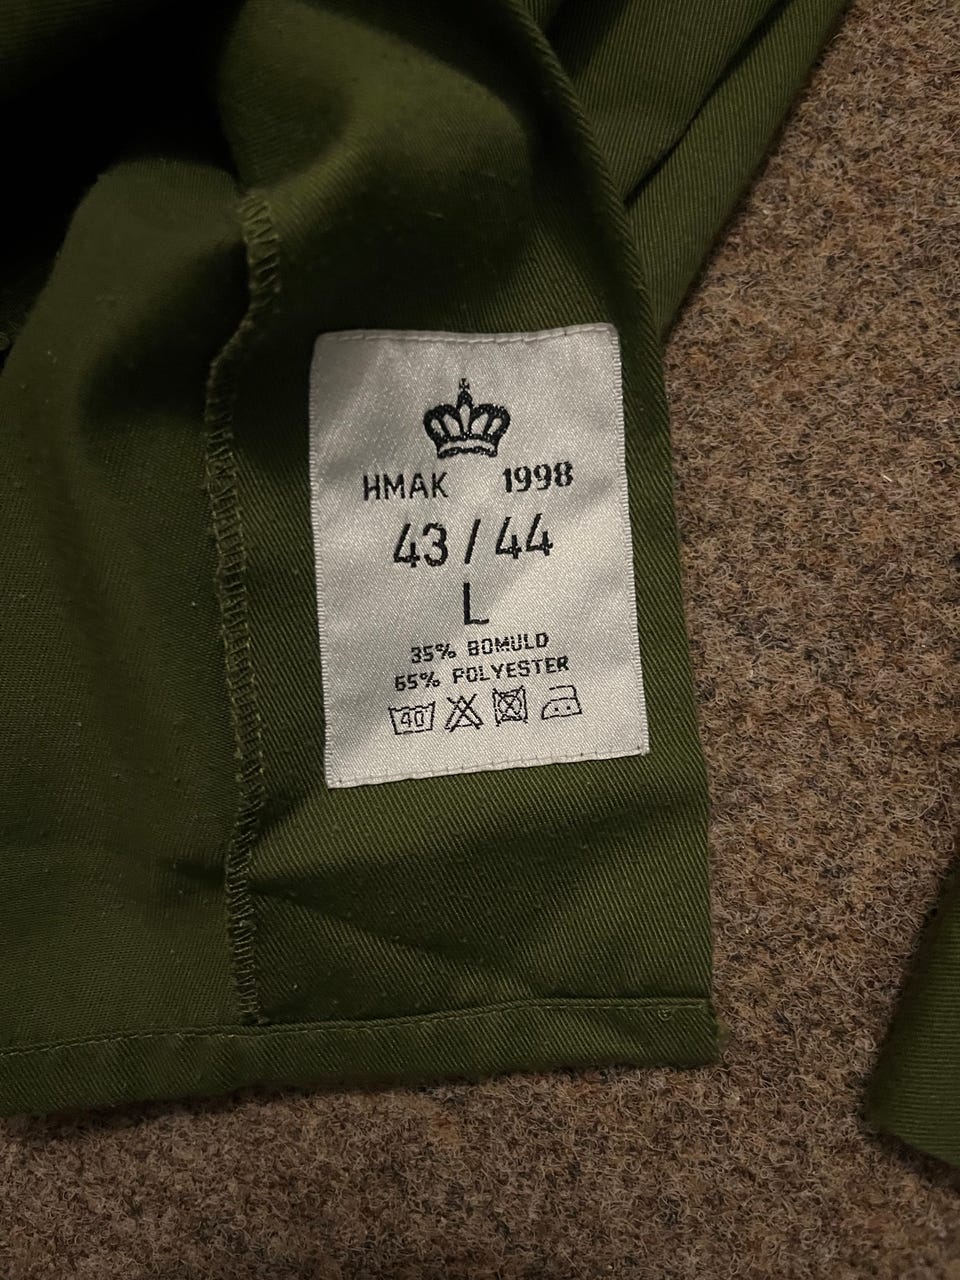 HMAK 1998
43 / 44
L
35% BOMULD
65% POLYESTER
40